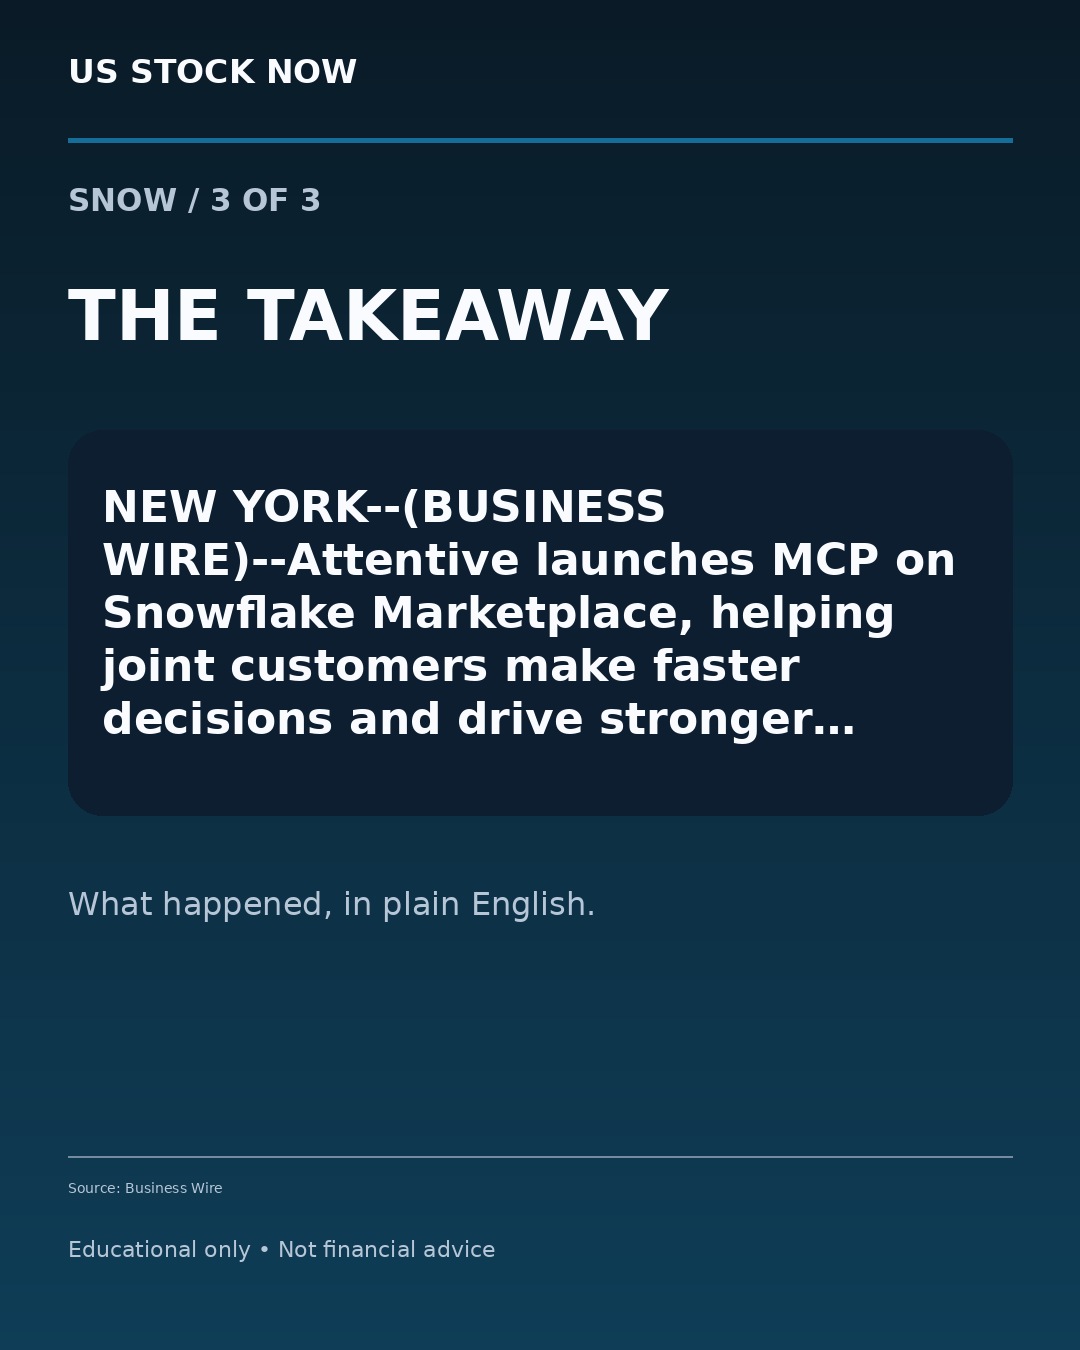 US STOCK NOW
SNOW / 3 OF 3
THE TAKEAWAY
NEW YORK--(BUSINESS
WIRE)--Attentive launches MCP on
Snowflake Marketplace, helping
joint customers make faster
decisions and drive stronger…
What happened, in plain English.
Source: Business Wire
Educational only • Not financial advice